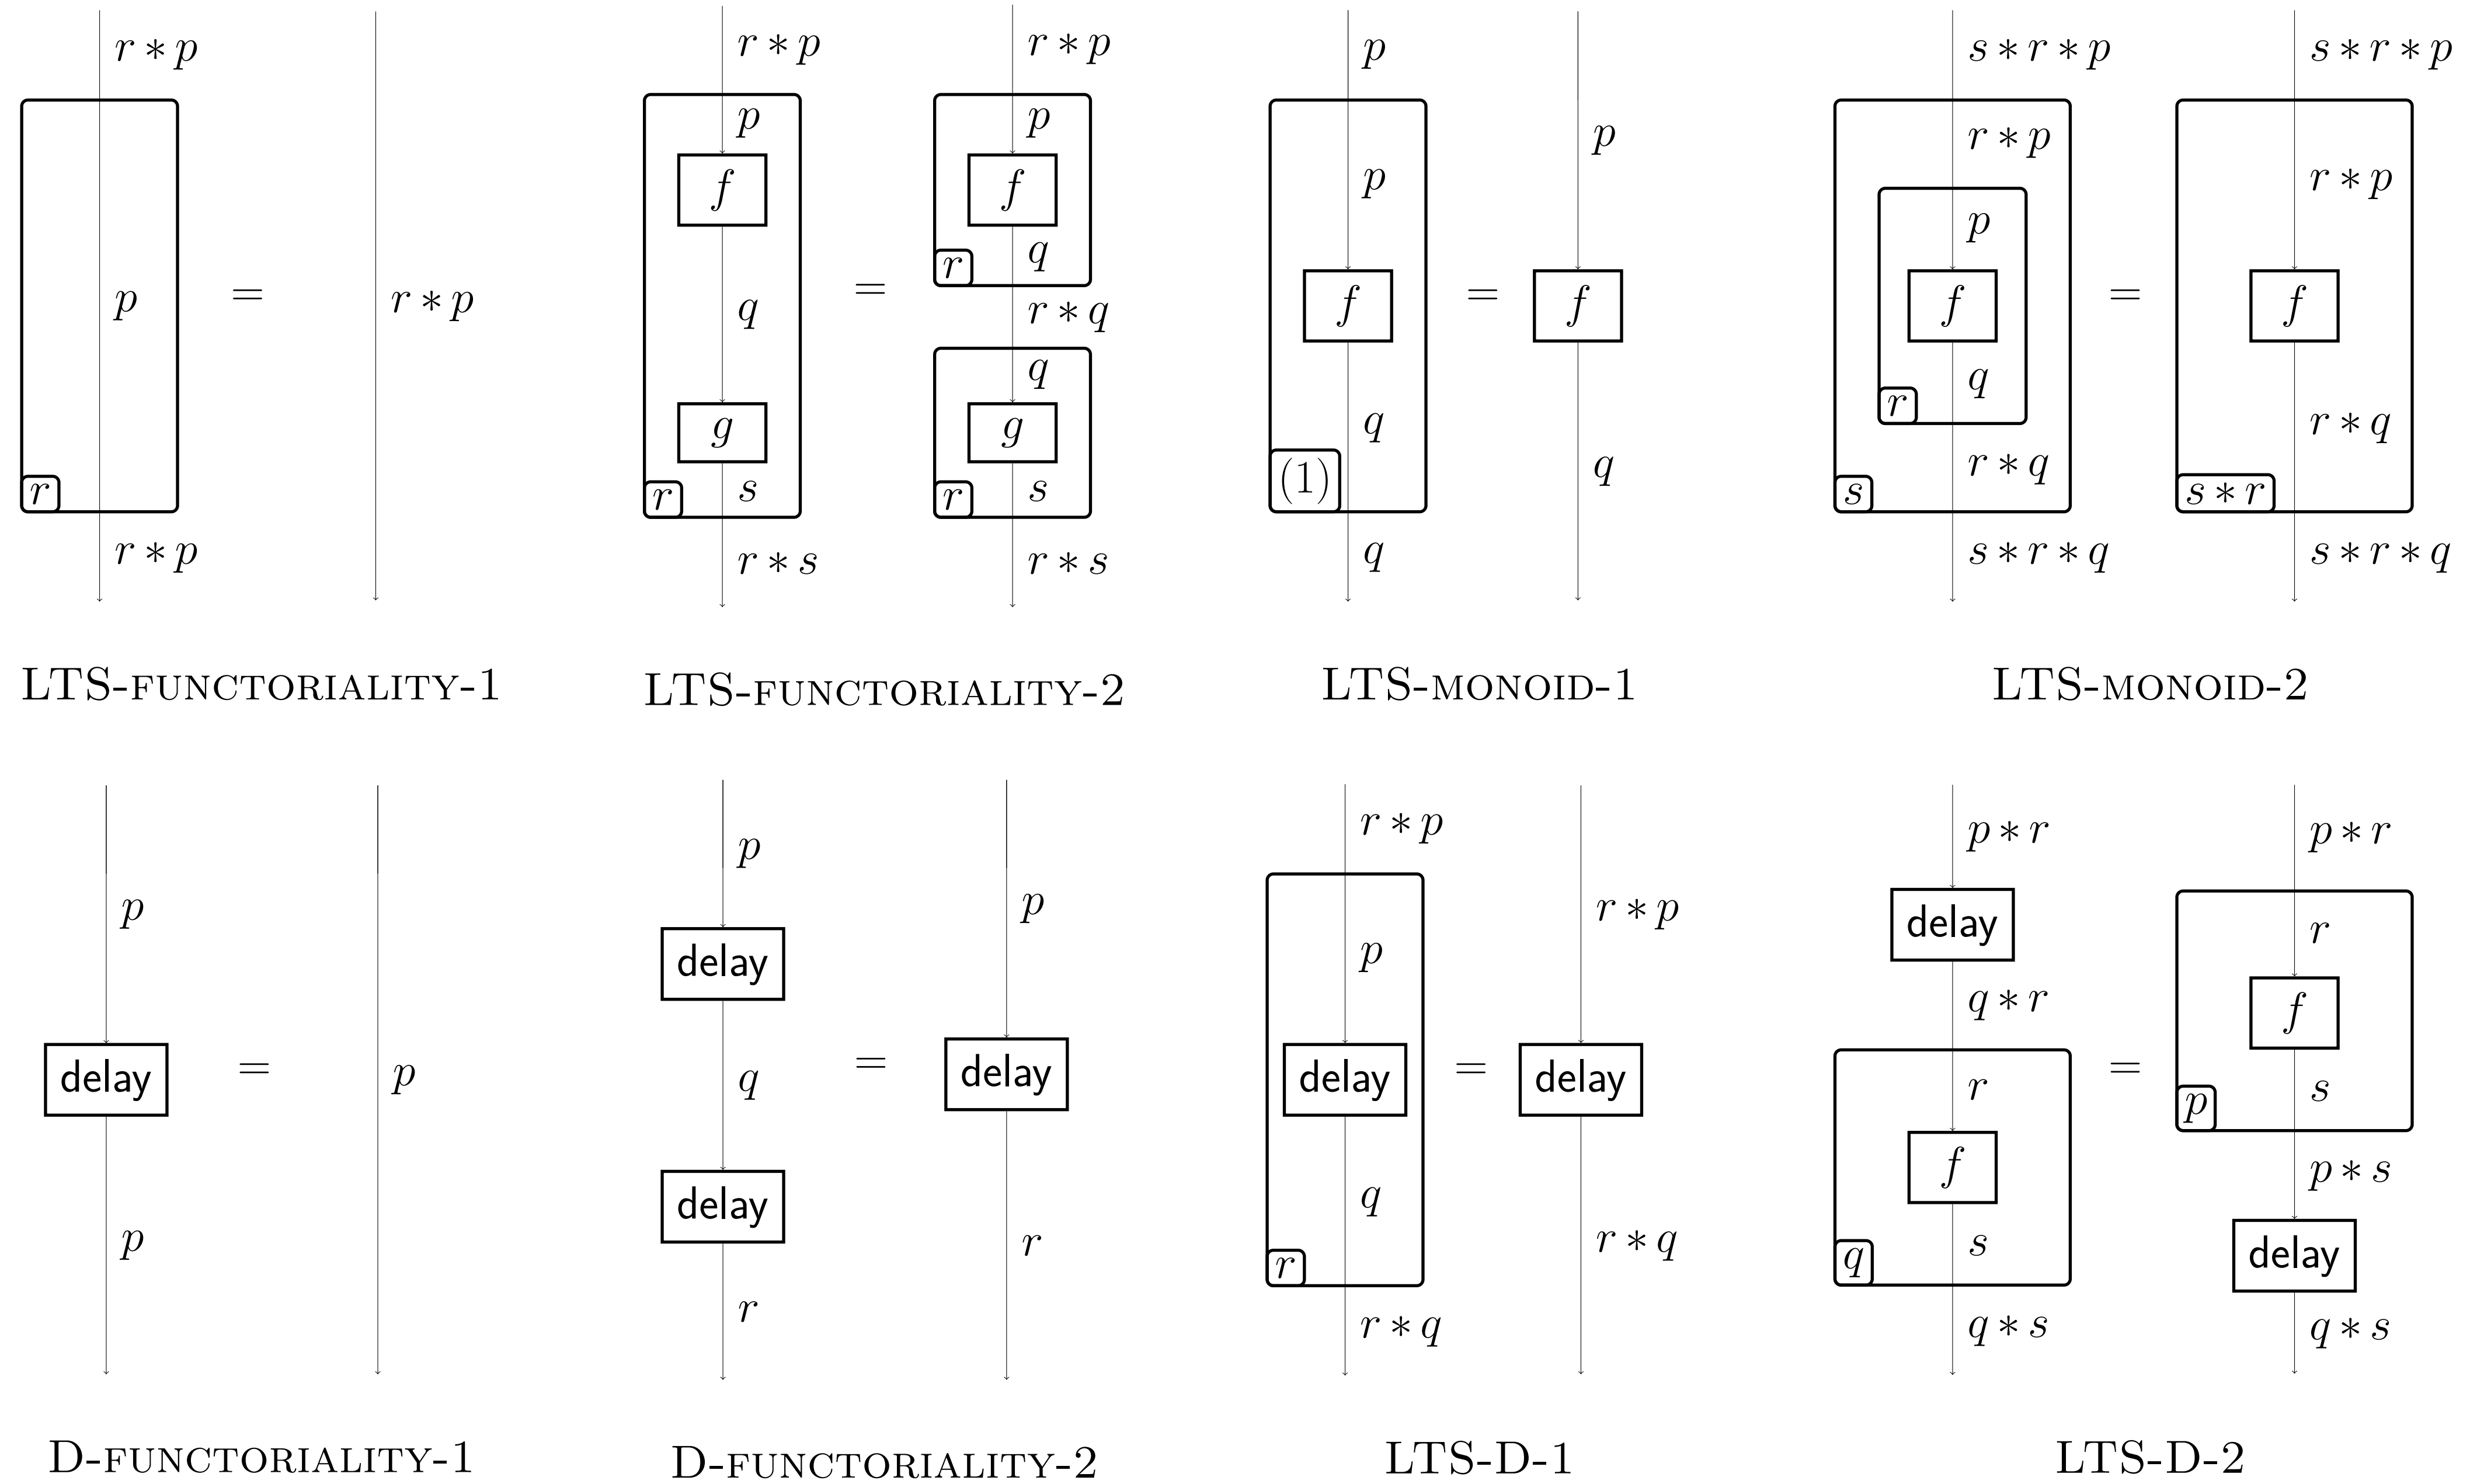 r ∗ p
p
r
r ∗ p
=
r ∗ p
LTS-FUNCTORIALITY-1
r ∗ p
p
f
q
g
r
s
r ∗ s
=
r ∗ p
p
f
r
q
r ∗ q
q
g
r
s
r ∗ s
LTS-FUNCTORIALITY-2
p
p
f
q
(1)
q
=
p
f
q
LTS-MONOID-1
s ∗ r ∗ p
r ∗ p
p
f
q
r
r ∗ q
s
s ∗ r ∗ q
=
s ∗ r ∗ p
r ∗ p
f
r ∗ q
s ∗ r
s ∗ r ∗ q
LTS-MONOID-2
p
delay
p
=
p
D-FUNCTORIALITY-1
p
delay
q
delay
r
=
p
delay
r
D-FUNCTORIALITY-2
r ∗ p
p
delay
q
r
r ∗ q
=
r ∗ p
delay
r ∗ q
LTS-D-1
p ∗ r
delay
q ∗ r
r
f
q
s
q ∗ s
=
p ∗ r
r
f
s
p
p ∗ s
delay
q ∗ s
LTS-D-2